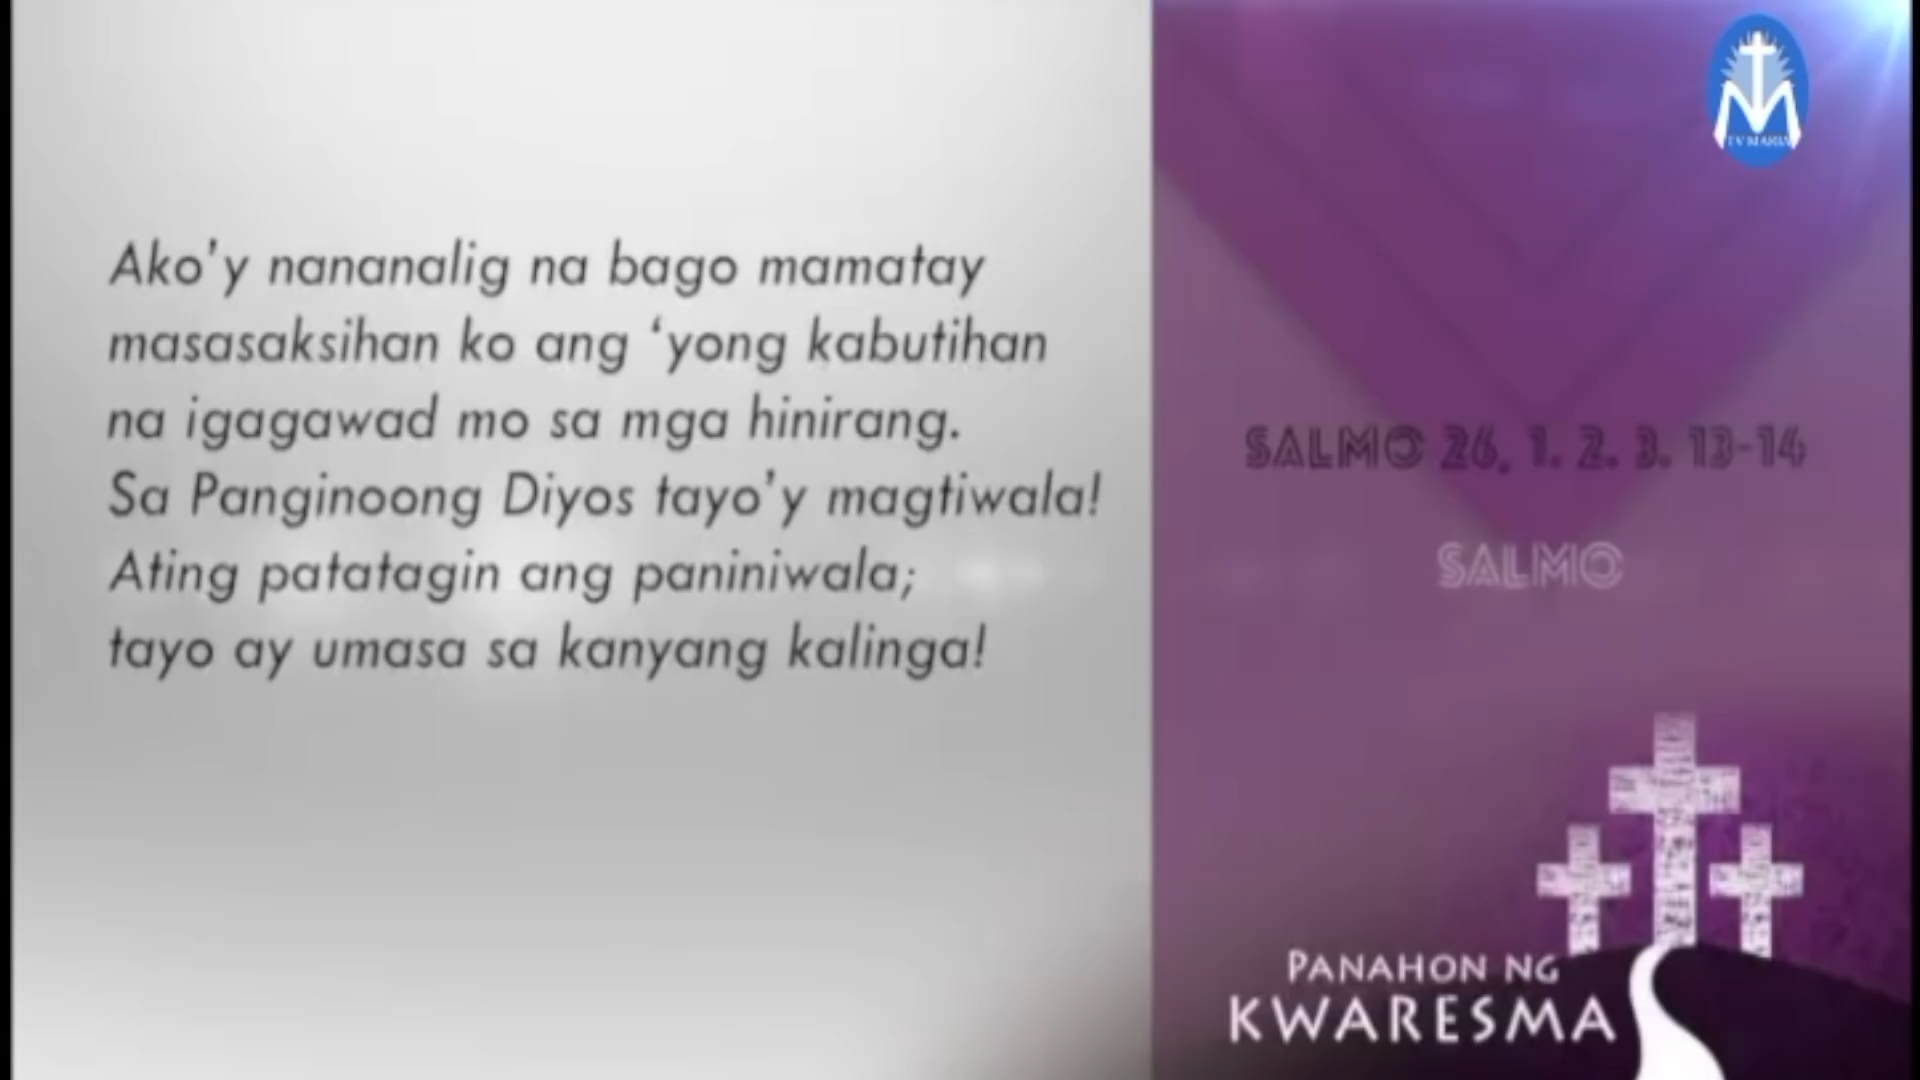 Ako’y nananalig na bago mamatay
masasaksihan ko ang ‘yong kabutihan
na igagawad mo sa mga hinirang.
Sa Panginoong Diyos tayo’y magtiwala!
Ating patatagin ang paniniwala;
tayo ay umasa sa kanyang kalinga!
TV MARIA
SALMO 26, 1. 2. 3. 13-14
SALMO
PANAHON NG
KWARESMA